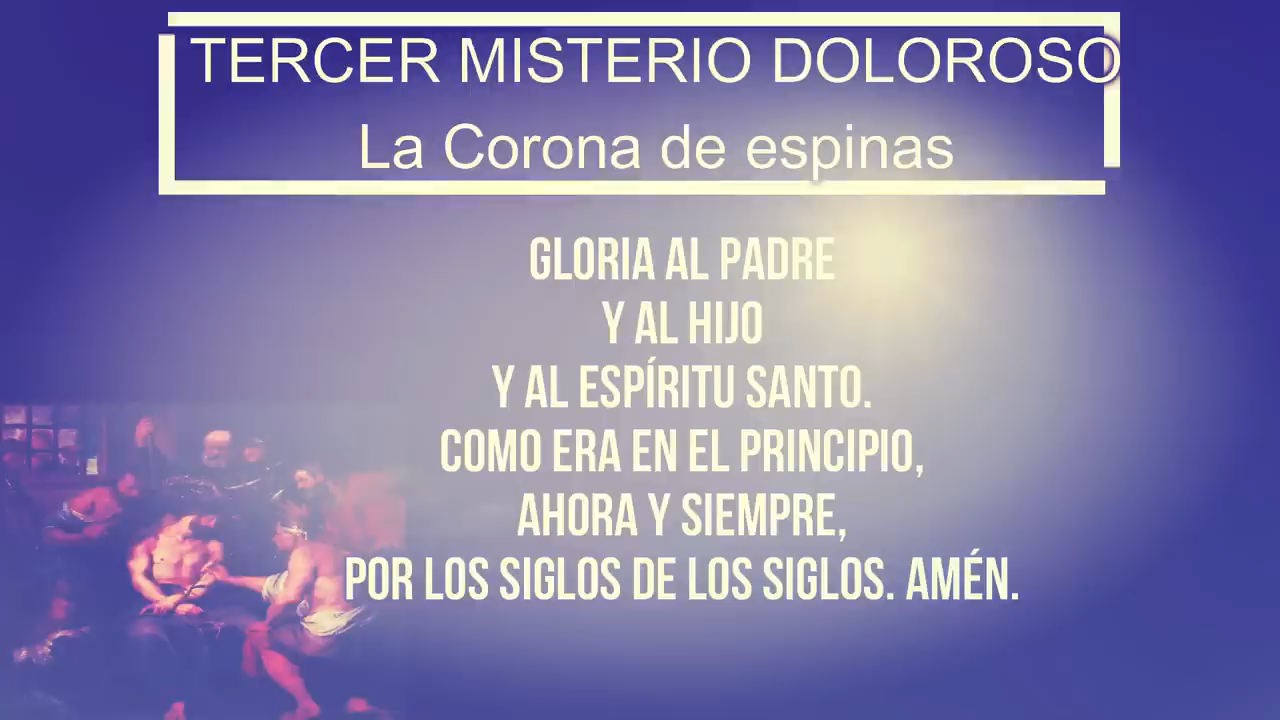 TERCER MISTERIO DOLOROSO
La Corona de espinas
GLORIA AL PADRE
Y AL HIJO
Y AL ESPÍRITU SANTO.
COMO ERA EN EL PRINCIPIO,
AHORA Y SIEMPRE,
POR LOS SIGLOS DE LOS SIGLOS. AMÉN.